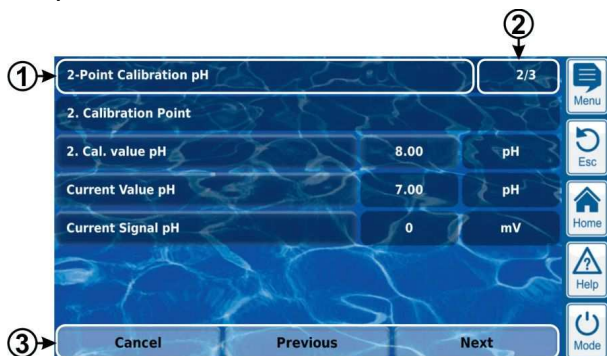 2
1
2-Point Calibration pH 2/3
Menu
2. Calibration Point
2. Cal. value pH 8.00 pH
Esc
Current Value pH 7.00 pH
Current Signal pH 0 mV
Home
Help
3
Cancel Previous Next
Mode